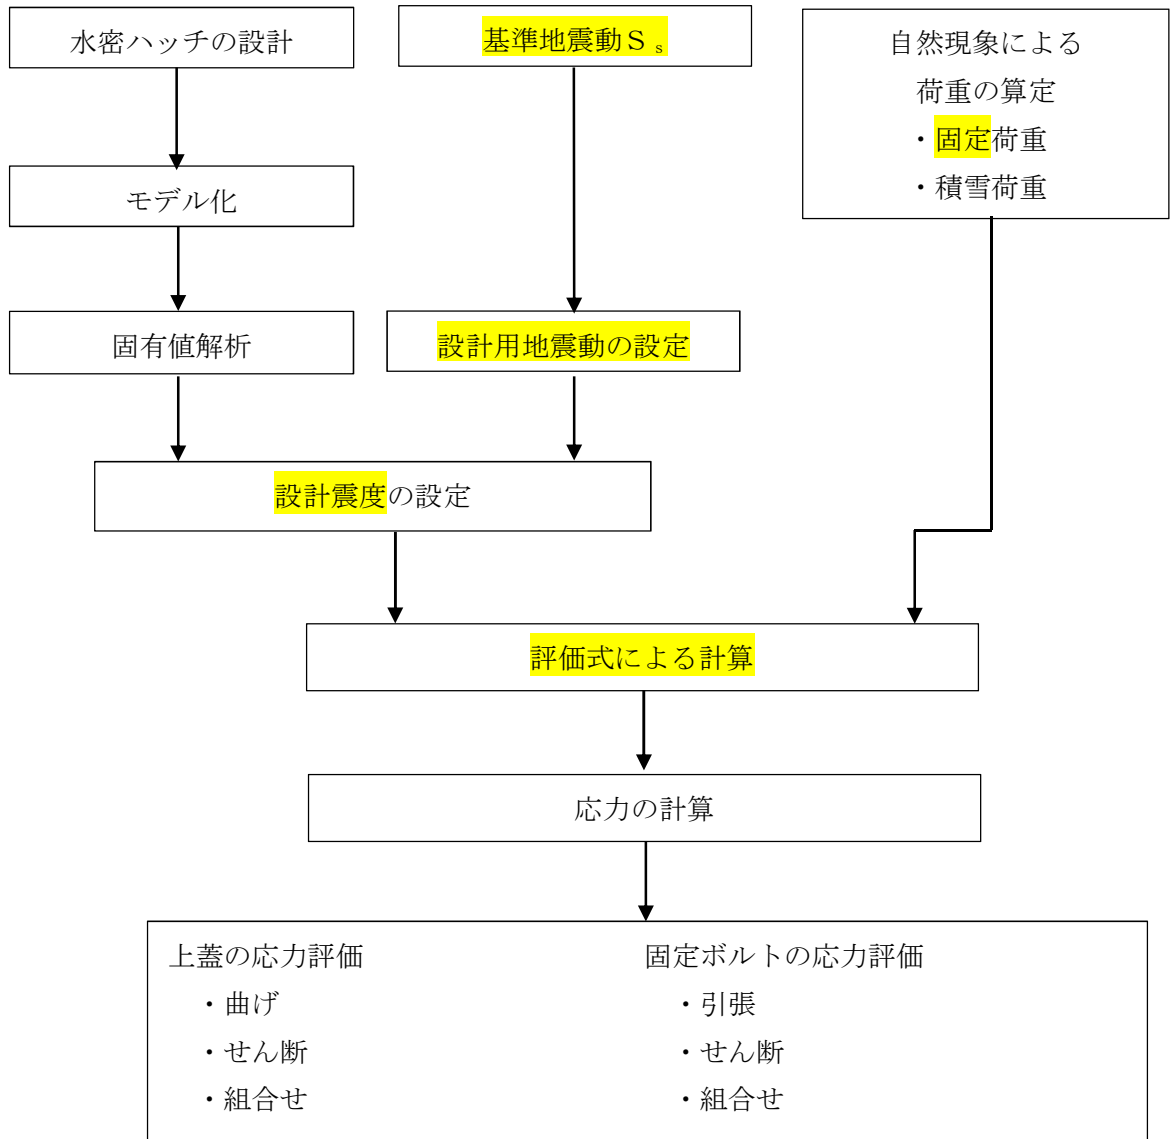 水密ハッチの設計
基準地震動Ｓs
自然現象による
荷重の算定
・固定荷重
・積雪荷重
モデル化
固有値解析
設計用地震動の設定
設計震度の設定
評価式による計算
応力の計算
上蓋の応力評価
・曲げ
・せん断
・組合せ
固定ボルトの応力評価
・引張
・せん断
・組合せ